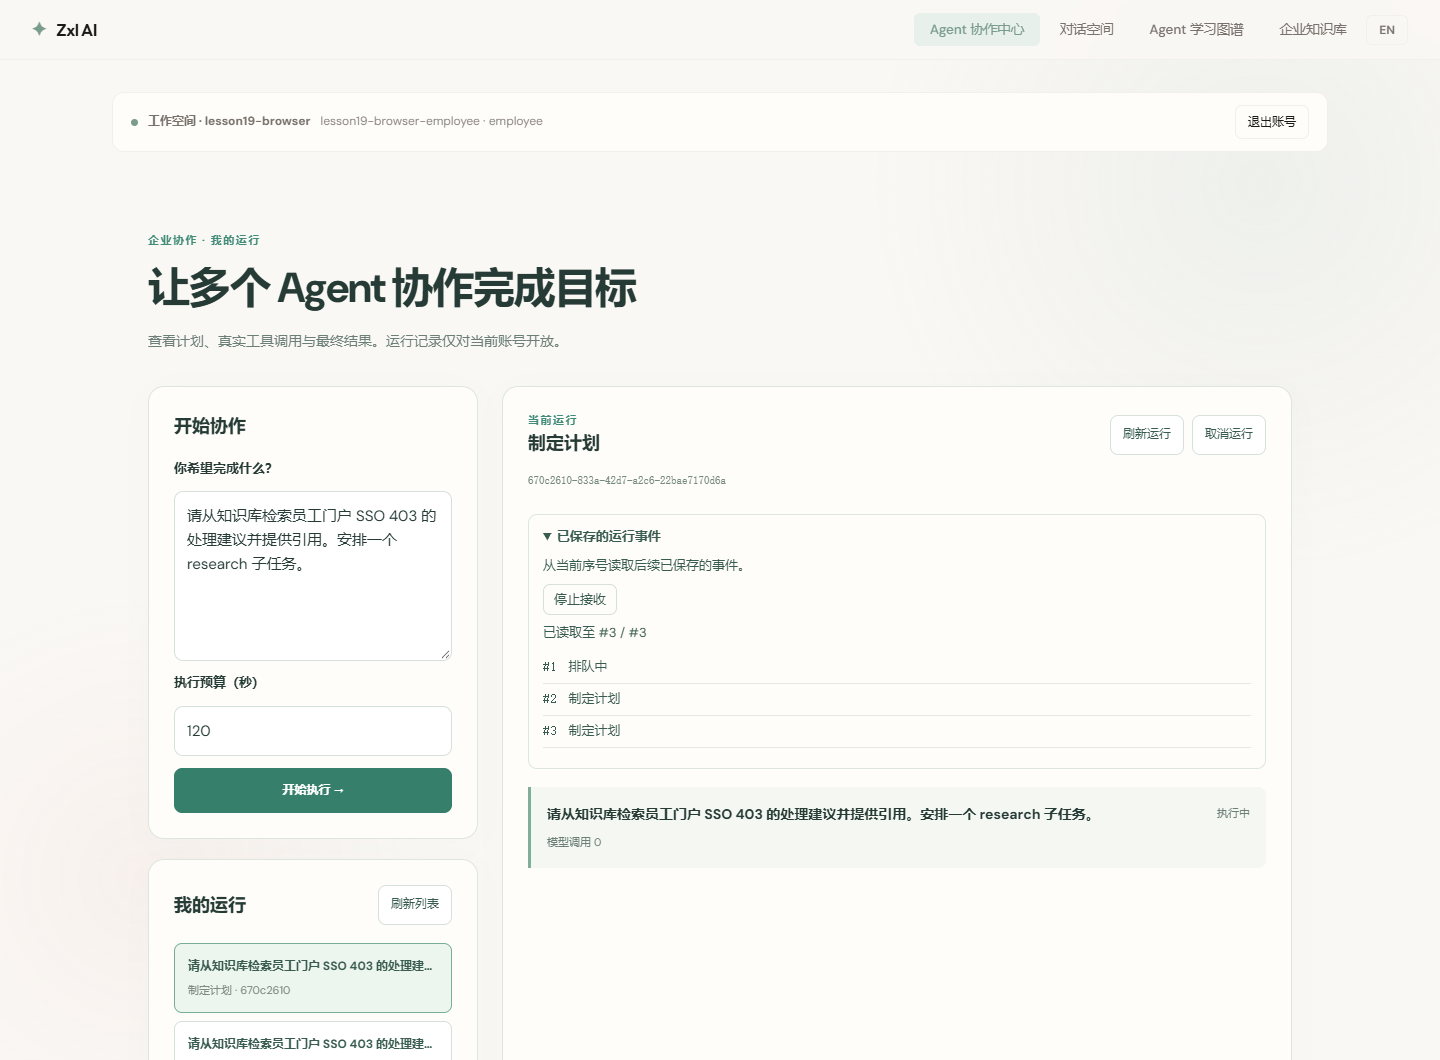 Zxl AI
Agent 协作中心
对话空间
Agent 学习图谱
企业知识库
EN
工作空间 · lesson19-browser lesson19-browser-employee · employee
退出账号
企业协作 · 我的运行
让多个 Agent 协作完成目标
查看计划、真实工具调用与最终结果。运行记录仅对当前账号开放。
开始协作
你希望完成什么?
请从知识库检索员工门户 SSO 403 的
处理建议并提供引用。安排一个
research 子任务。
执行预算（秒）
120
开始执行 →
我的运行
刷新列表
请从知识库检索员工门户 SSO 403 的处理建...
制定计划 · 670c2610
请从知识库检索员工门户 SSO 403 的处理建...
当前运行
制定计划
刷新运行
取消运行
670c2610-833a-42d7-a2c6-22bae7170d6a
▼ 已保存的运行事件
从当前序号读取后续已保存的事件。
停止接收
已读取至 #3 / #3
#1 排队中
#2 制定计划
#3 制定计划
请从知识库检索员工门户 SSO 403 的处理建议并提供引用。安排一个 research 子任务。
执行中
模型调用 0